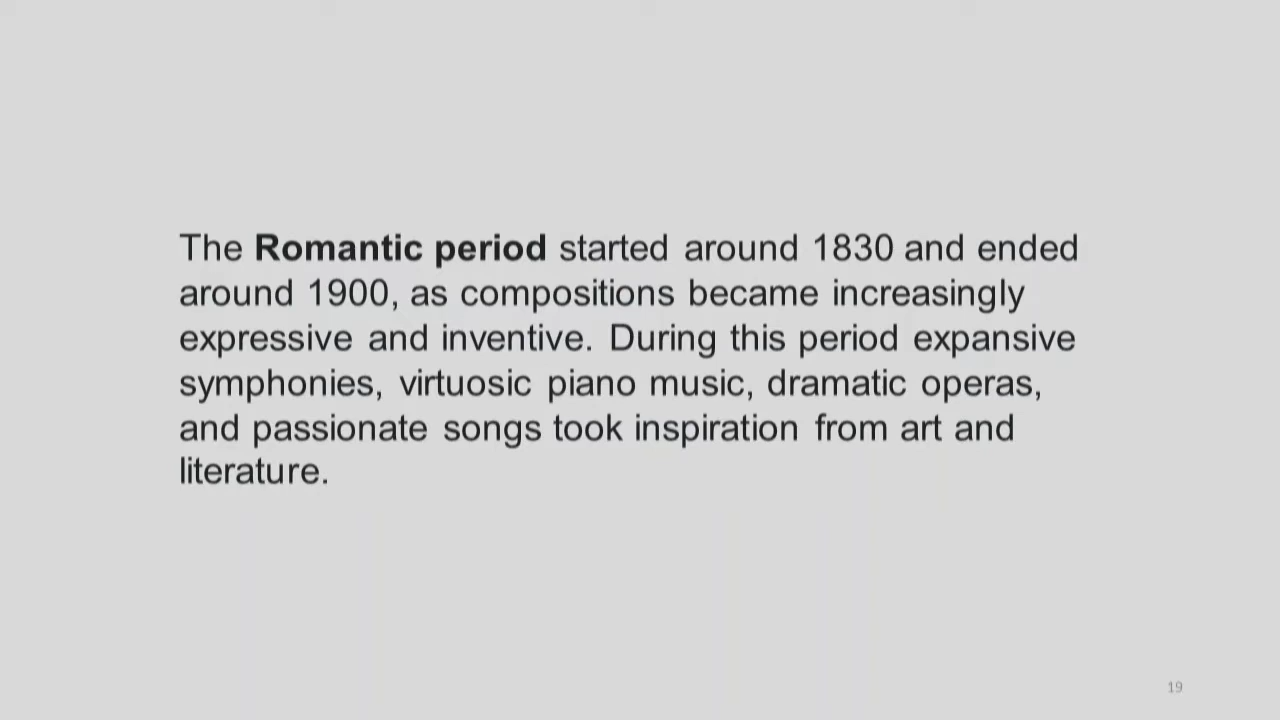 The Romantic period started around 1830 and ended
around 1900, as compositions became increasingly
expressive and inventive. During this period expansive
symphonies, virtuosic piano music, dramatic operas,
and passionate songs took inspiration from art and
literature.
19